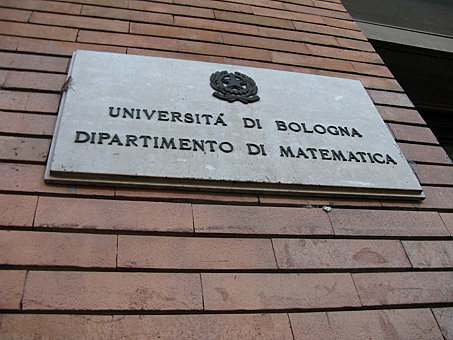 UNIVERSITÁ DI BOLOGNA
DIPARTIMENTO DI MATEMATICA